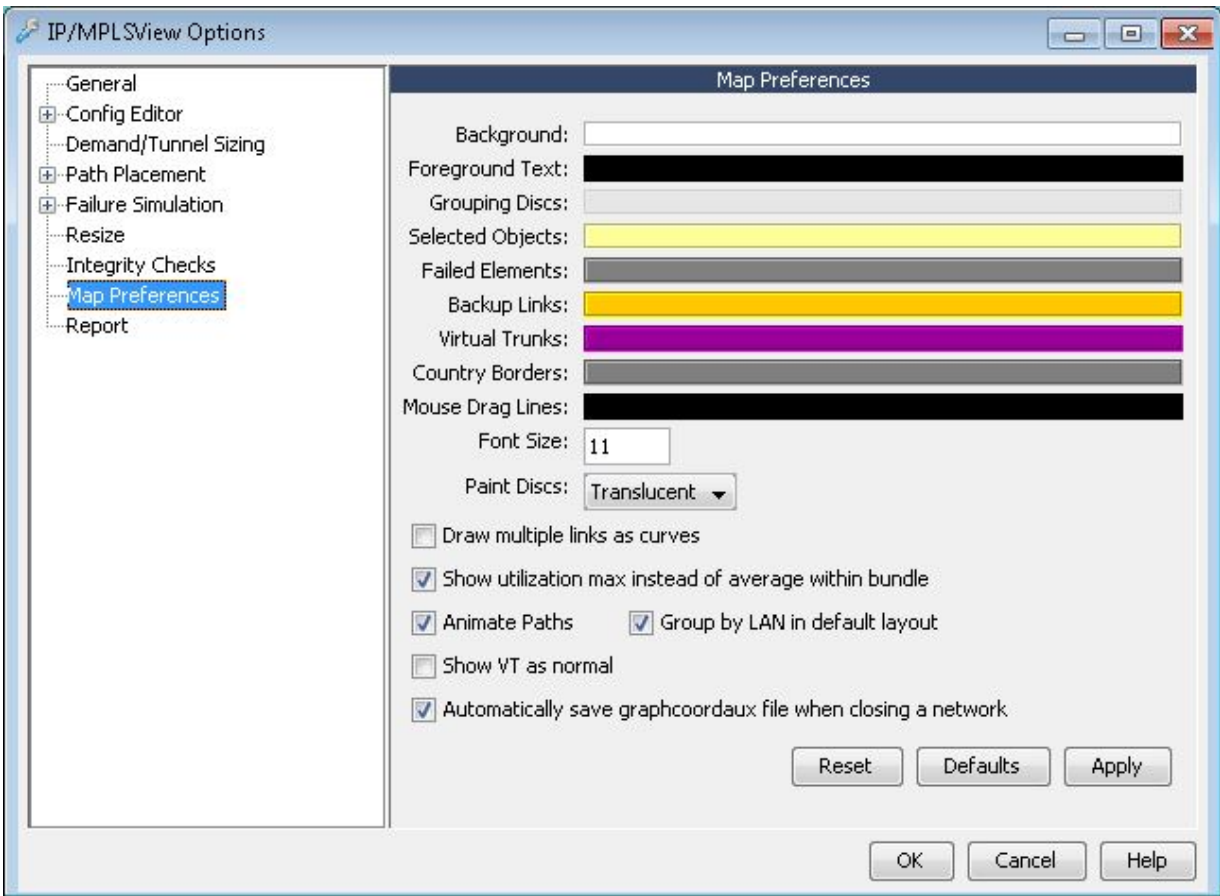 IP/MPLSView Options
General
Config Editor
Demand/Tunnel Sizing
Path Placement
Failure Simulation
Resize
Integrity Checks
Map Preferences
Report
Map Preferences
Background:
Foreground Text:
Grouping Discs:
Selected Objects:
Failed Elements:
Backup Links:
Virtual Trunks:
Country Borders:
Mouse Drag Lines:
Font Size: 11
Paint Discs: Translucent
Draw multiple links as curves
Show utilization max instead of average within bundle
Animate Paths Group by LAN in default layout
Show VT as normal
Automatically save graphcoordaux file when closing a network
Reset Defaults Apply
OK Cancel Help